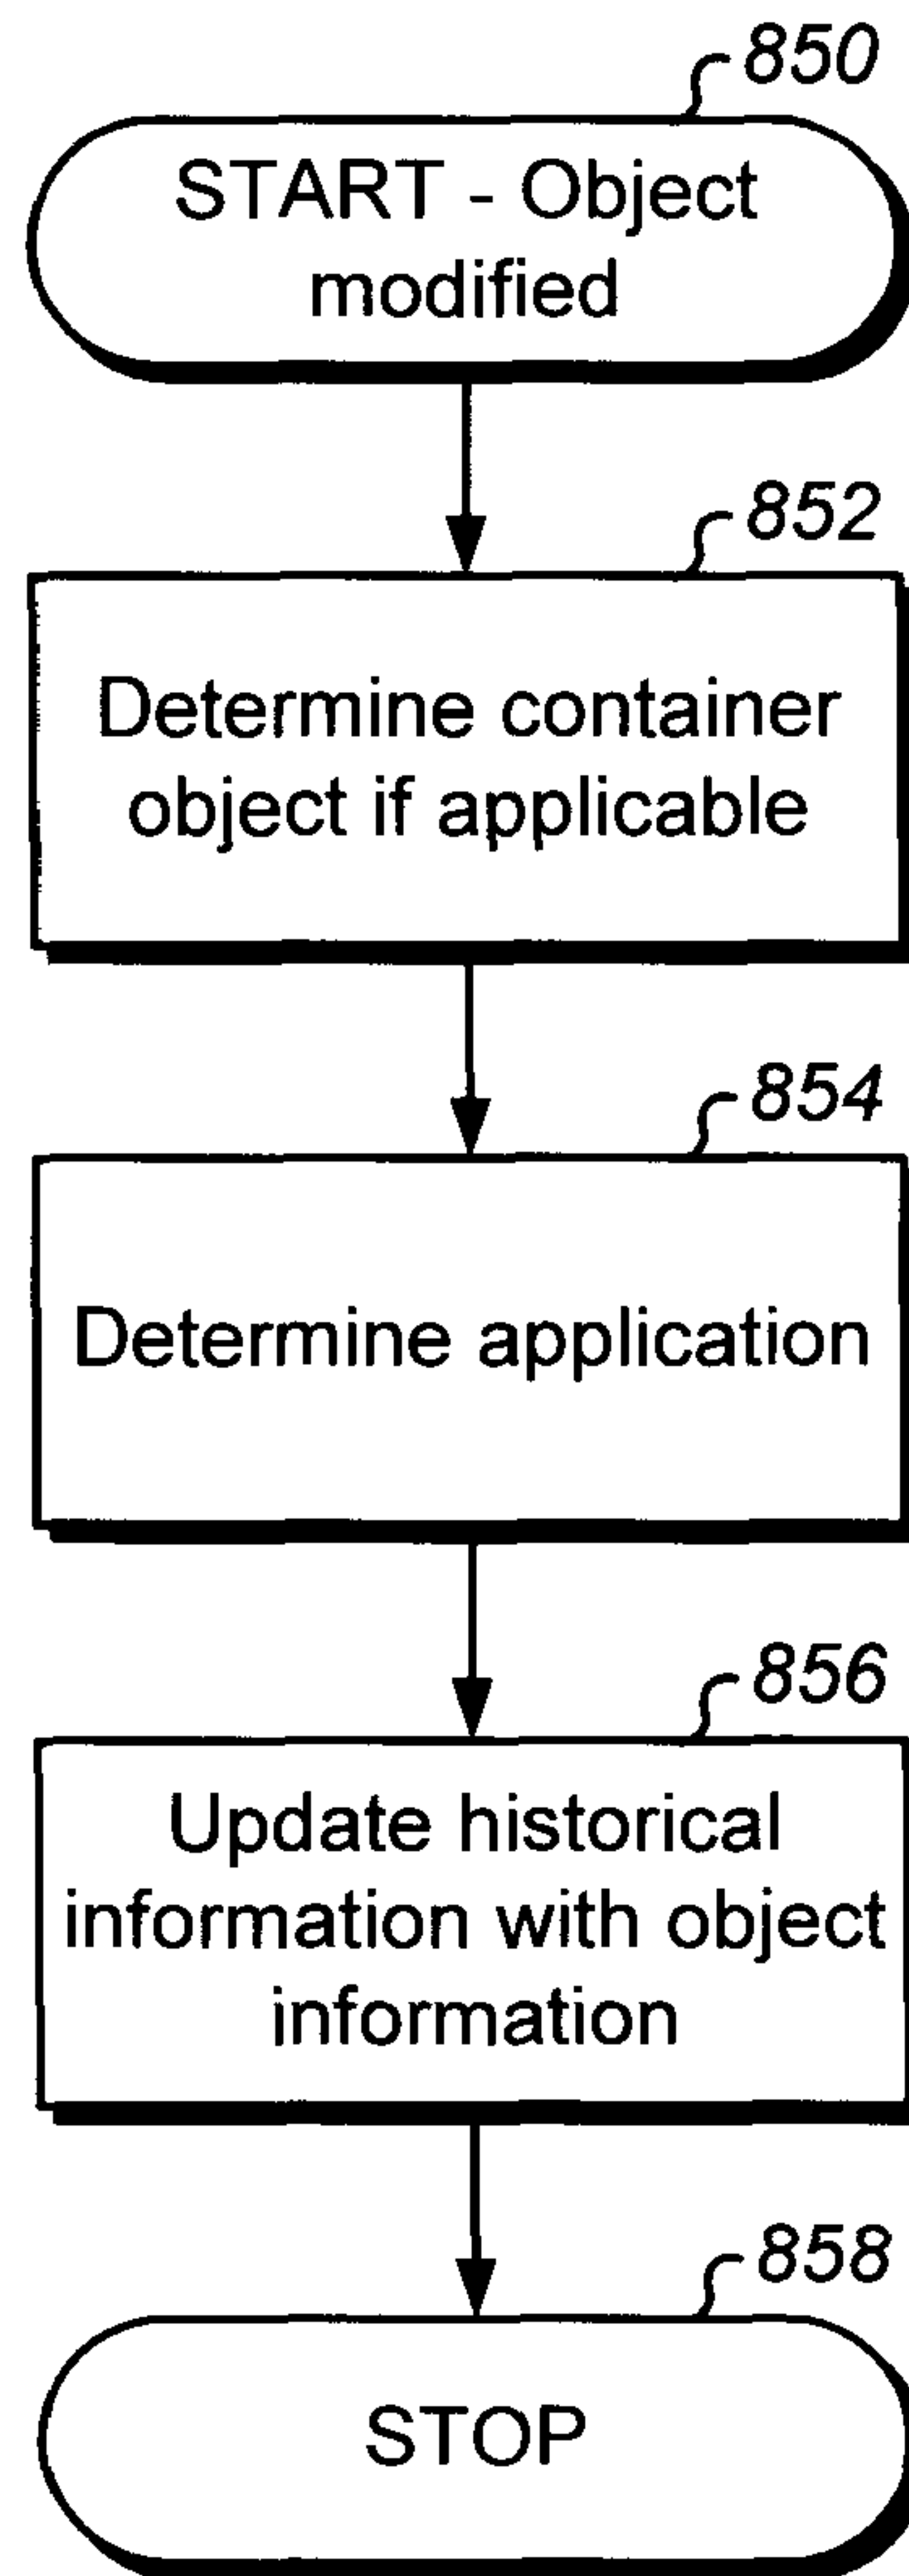 850
START - Object
modified
852
Determine container
object if applicable
854
Determine application
856
Update historical
information with object
information
858
STOP